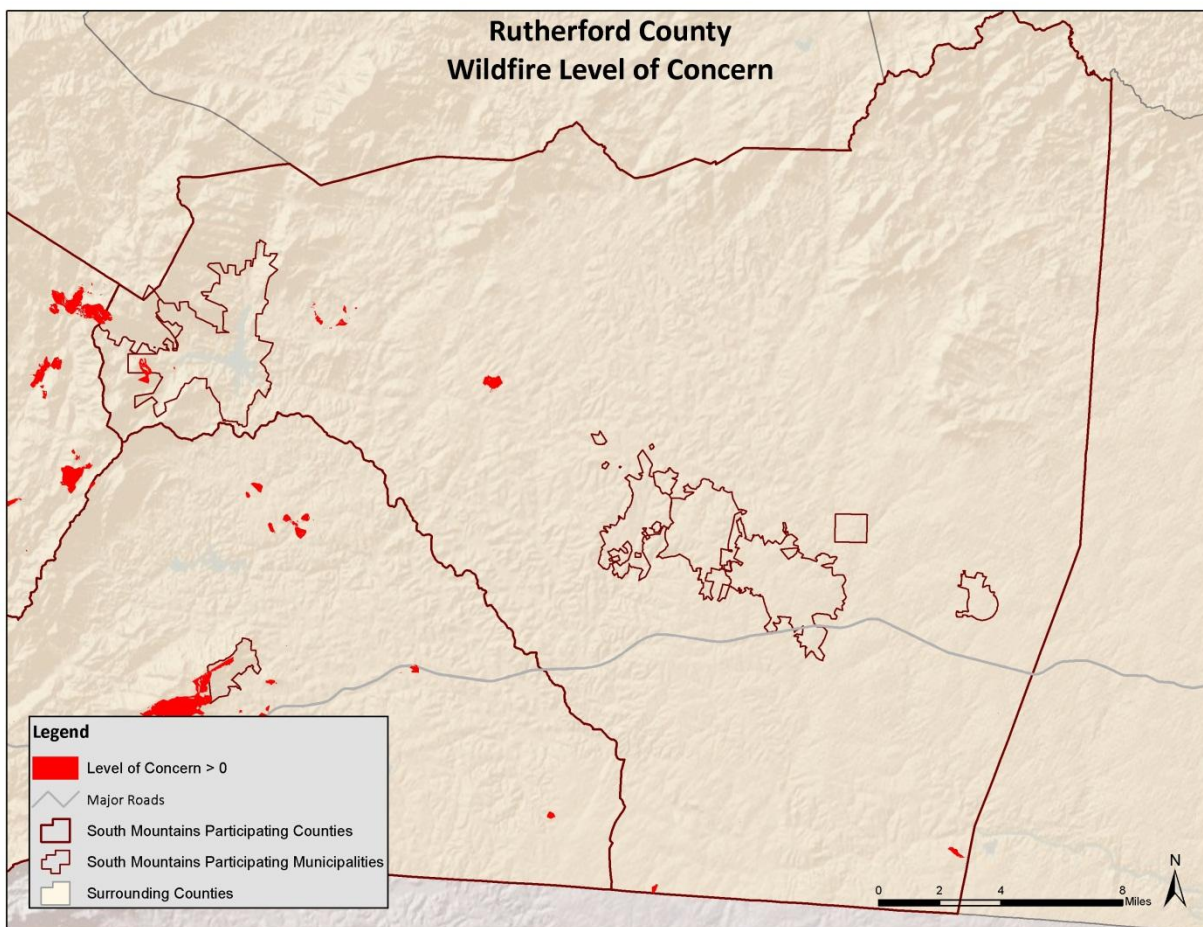 Rutherford County
Wildfire Level of Concern
Legend
Level of Concern > 0
Major Roads
South Mountains Participating Counties
South Mountains Participating Municipalities
Surrounding Counties
N
0 2 4 8
Miles